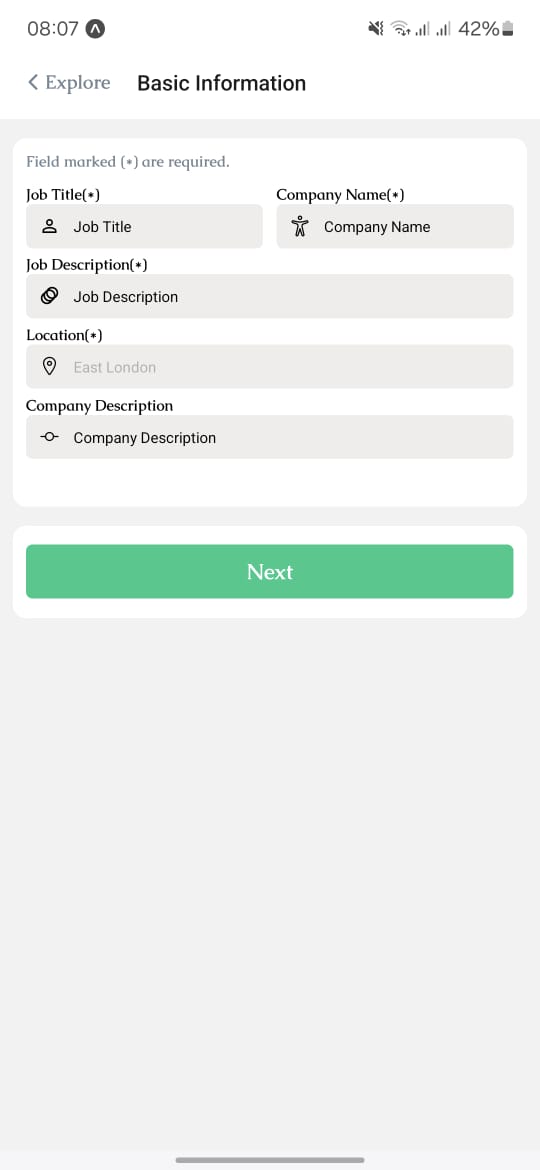 08:07 42%
Explore Basic Information
Field marked (*) are required.
Job Title(*) Company Name(*)
Job Title Company Name
Job Description(*)
Job Description
Location(*)
East London
Company Description
Company Description
Next